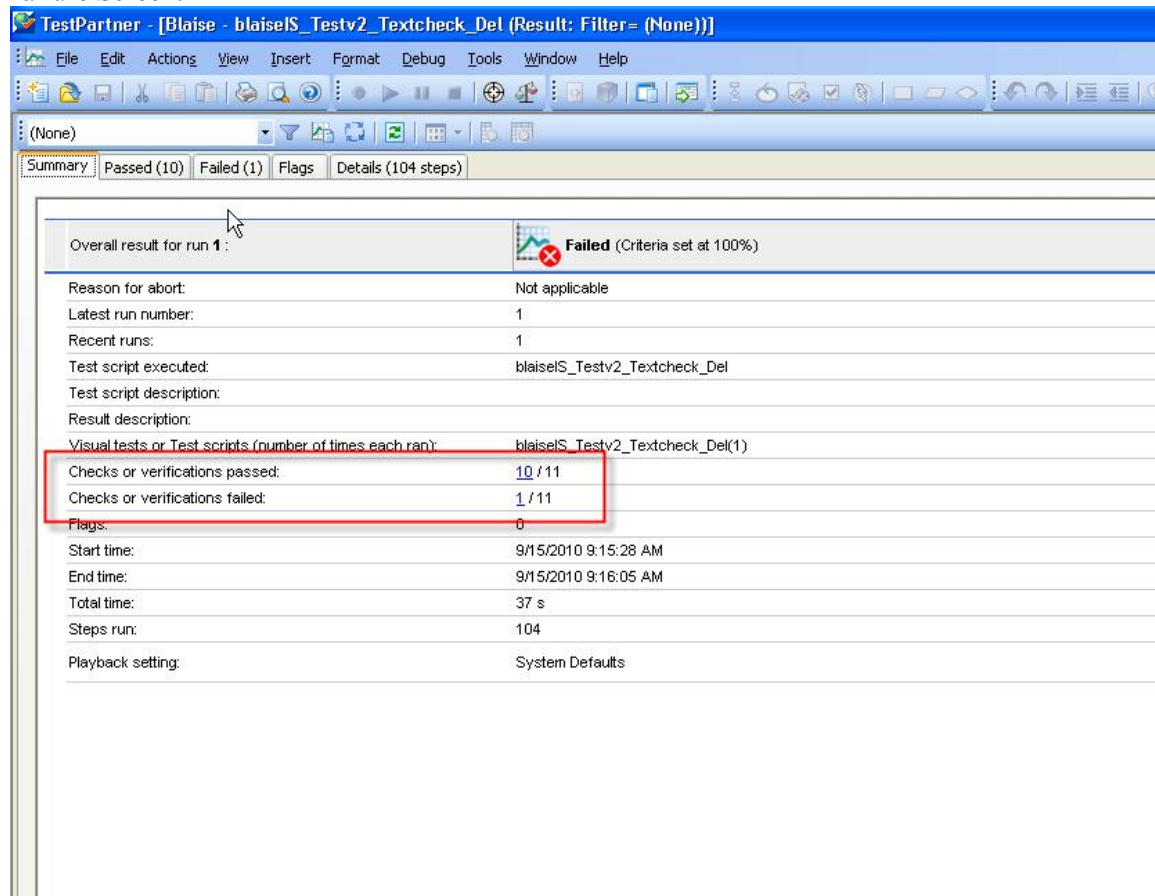 TestPartner - [Blaise - blaiseIS_Testv2_Textcheck_Del (Result: Filter= (None))]
File Edit Actions View Insert Format Debug Tools Window Help
(None)
Summary Passed (10) Failed (1) Flags Details (104 steps)
Overall result for run 1 : Failed (Criteria set at 100%)
Reason for abort: Not applicable
Latest run number: 1
Recent runs: 1
Test script executed: blaiseIS_Testv2_Textcheck_Del
Test script description:
Result description:
Visual tests or Test scripts (number of times each ran): blaiseIS_Testv2_Textcheck_Del(1)
Checks or verifications passed: 10 / 11
Checks or verifications failed: 1 / 11
Flags: 0
Start time: 9/15/2010 9:15:28 AM
End time: 9/15/2010 9:16:05 AM
Total time: 37 s
Steps run: 104
Playback setting: System Defaults